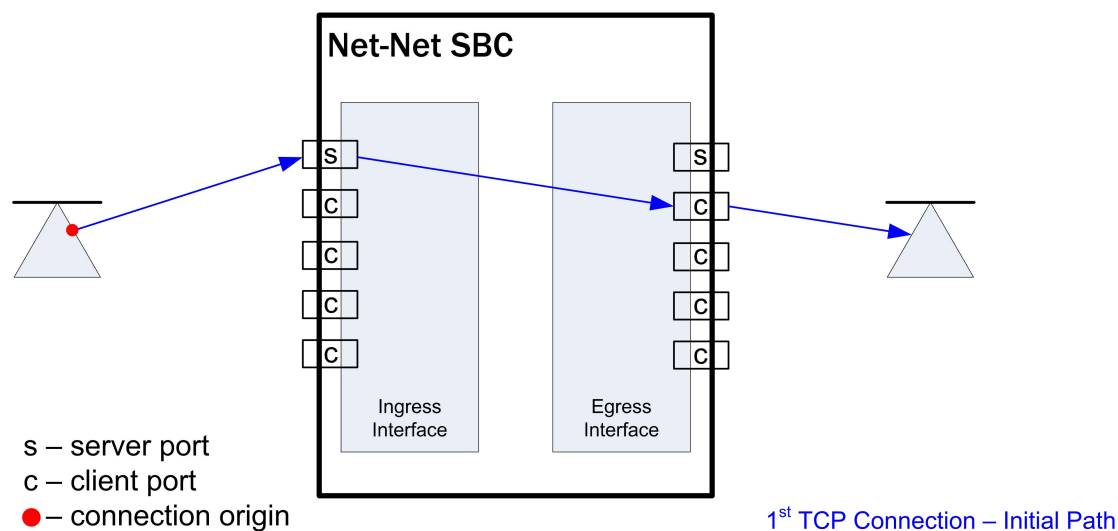 Net-Net SBC
s
c
c
c
c
s
c
c
c
c
Ingress
Interface
Egress
Interface
s – server port
c – client port
– connection origin
1st TCP Connection – Initial Path